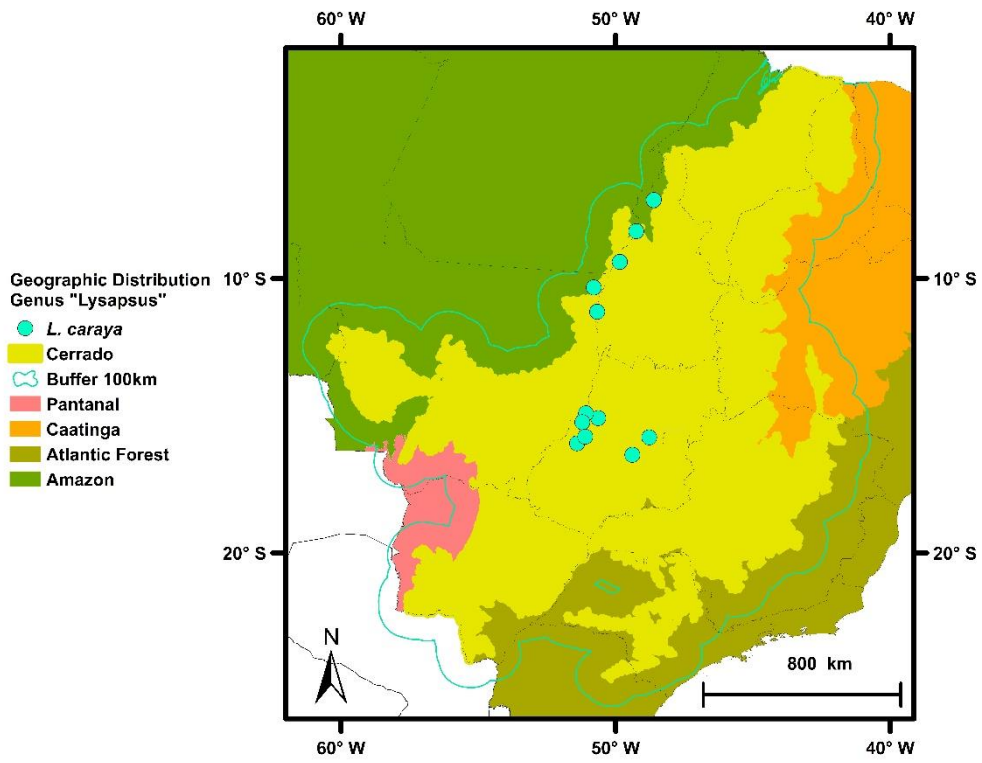 60° W 50° W 40° W
Geographic Distribution
Genus "Lysapsus"
L. caraya
Cerrado
Buffer 100km
Pantanal
Caatinga
Atlantic Forest
Amazon
10° S
10° S
20° S
20° S
N
800 km
60° W 50° W 40° W